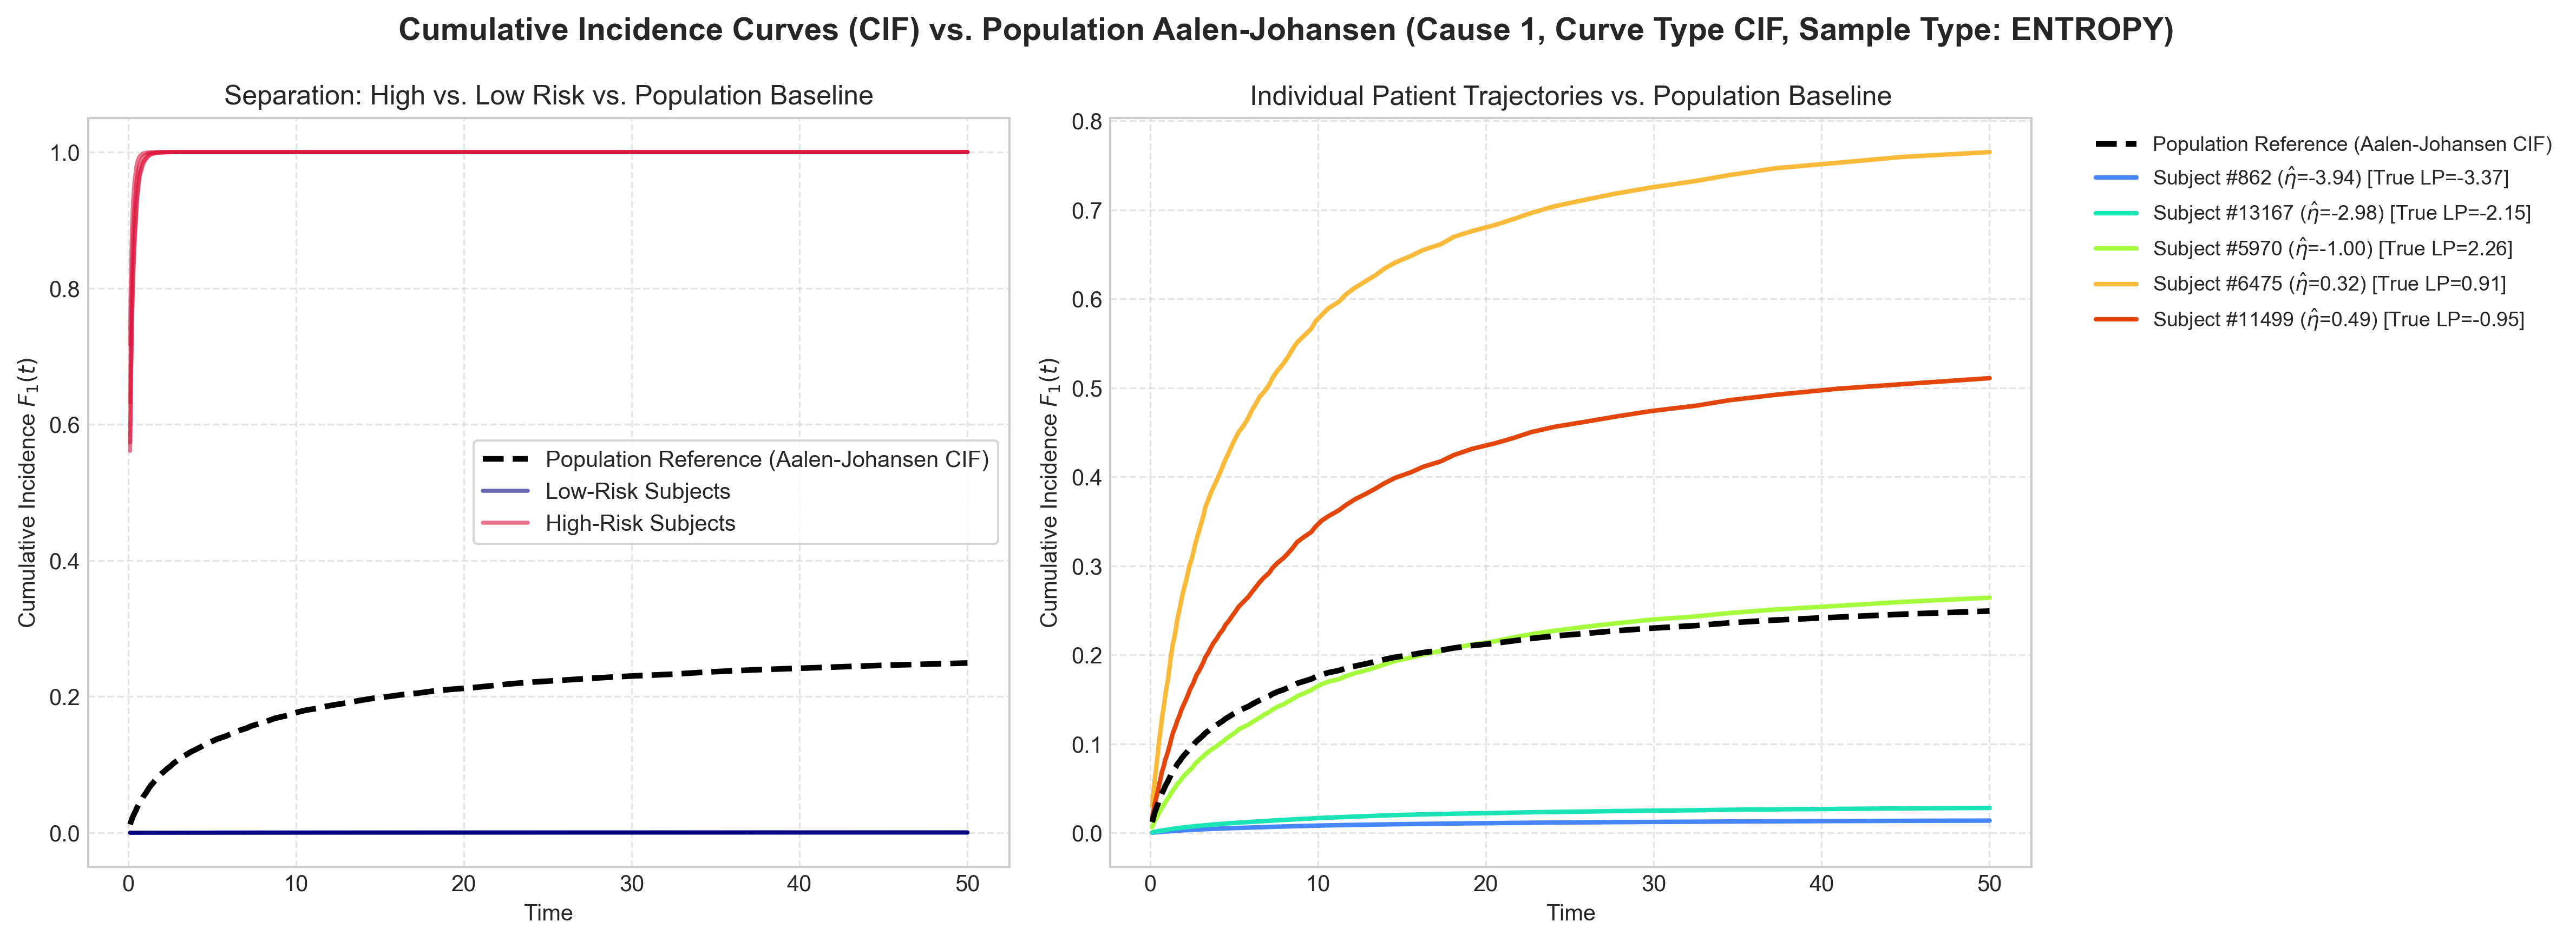 Cumulative Incidence Curves (CIF) vs. Population Aalen-Johansen (Cause 1, Curve Type CIF, Sample Type: ENTROPY)
Separation: High vs. Low Risk vs. Population Baseline
Cumulative Incidence F₁(t)
1.0
0.8
0.6
0.4
0.2
0.0
Population Reference (Aalen-Johansen CIF)
Low-Risk Subjects
High-Risk Subjects
0 10 20 30 40 50
Time
Individual Patient Trajectories vs. Population Baseline
Cumulative Incidence F₁(t)
0.8
0.7
0.6
0.5
0.4
0.3
0.2
0.1
0.0
0 10 20 30 40 50
Time
Population Reference (Aalen-Johansen CIF)
Subject #862 (η̂=-3.94) [True LP=-3.37]
Subject #13167 (η̂=-2.98) [True LP=-2.15]
Subject #5970 (η̂=-1.00) [True LP=2.26]
Subject #6475 (η̂=0.32) [True LP=0.91]
Subject #11499 (η̂=0.49) [True LP=-0.95]